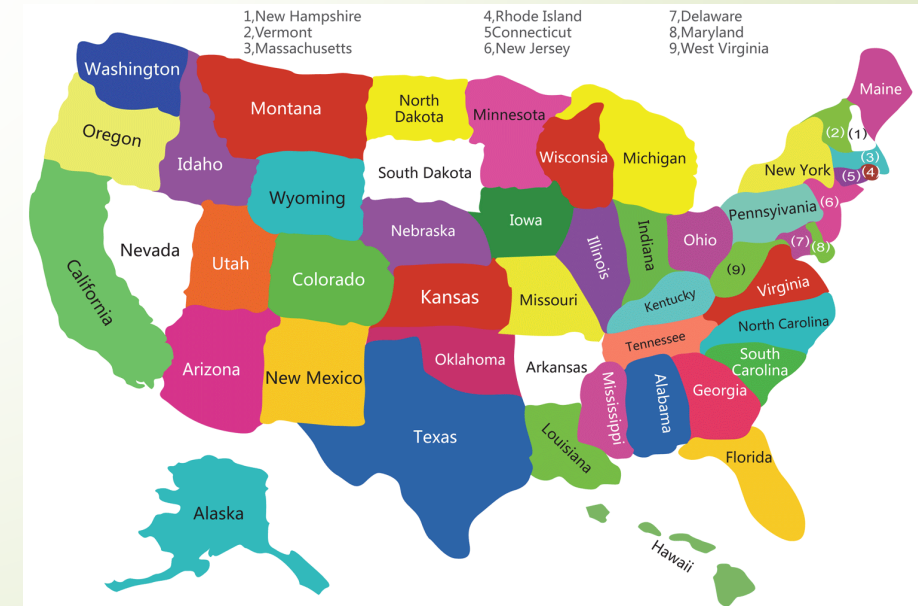 1,New Hampshire
2,Vermont
3,Massachusetts
4,Rhode Island
5Connecticut
6,New Jersey
7,Delaware
8,Maryland
9,West Virginia
Washington
Oregon
California
Nevada
Idaho
Montana
Wyoming
Utah
Colorado
Arizona
New Mexico
North
Dakota
South Dakota
Nebraska
Kansas
Oklahoma
Texas
Minnesota
Iowa
Missouri
Arkansas
Louisiana
Wisconsia
Michigan
Illinois
Indiana
Ohio
Kentucky
Tennessee
Mississippi
Alabama
Georgia
Florida
South
Carolina
North Carolina
Virginia
(9)
Pennsyivania
New York
Maine
(2)
(1)
(3)
(5)
(4)
(6)
(7)
(8)
Alaska
Hawaii